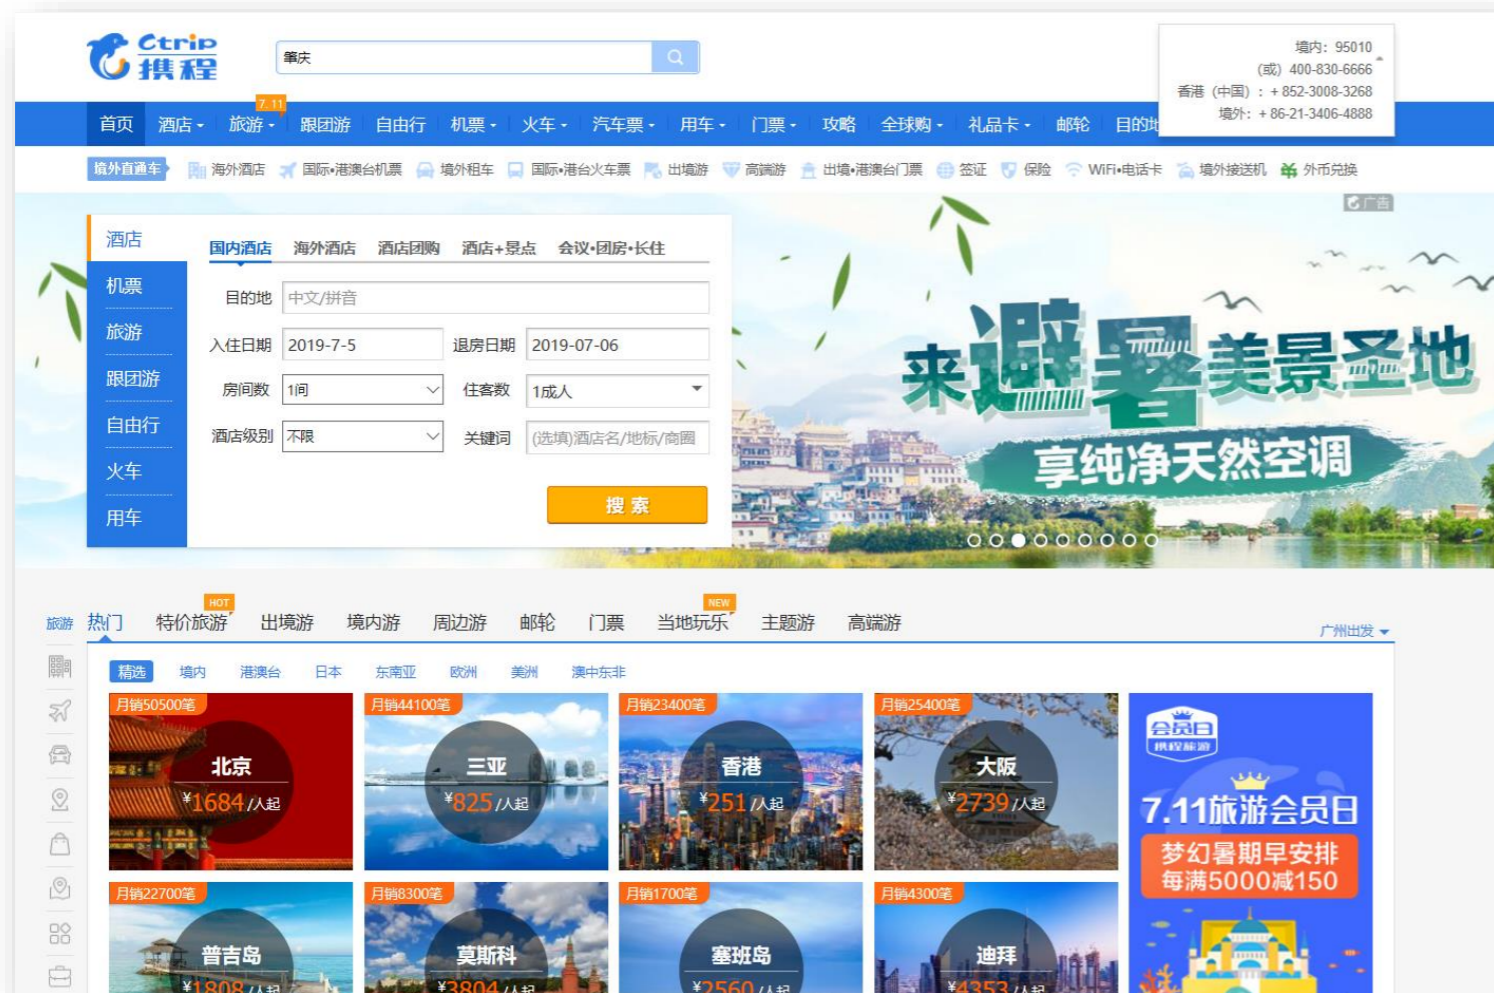 Ctrip
携程
肇庆
境内：95010
(或) 400-830-6666
香港（中国）：+ 852-3008-3268
境外：+ 86-21-3406-4888
7.11
首页 酒店 旅游 跟团游 自由行 机票 火车 汽车票 用车 门票 攻略 全球购 礼品卡 邮轮 目的地
境外直通车 海外酒店 国际•港澳台机票 境外租车 国际•港台火车票 出境游 高端游 出境•港澳台门票 签证 保险 WiFi•电话卡 境外接送机 外币兑换
广告
酒店
机票
旅游
跟团游
自由行
火车
用车
国内酒店 海外酒店 酒店团购 酒店+景点 会议•团房•长住
目的地 中文/拼音
入住日期 2019-7-5 退房日期 2019-07-06
房间数 1间 住客数 1成人
酒店级别 不限 关键词 (选填)酒店名/地标/商圈
搜索
来避暑美景圣地
享纯净天然空调
HOT NEW
旅游 热门 特价旅游 出境游 境内游 周边游 邮轮 门票 当地玩乐 主题游 高端游
广州出发
精选 境内 港澳台 日本 东南亚 欧洲 美洲 澳中东非
月销50500笔
北京
¥1684/人起
月销44100笔
三亚
¥825/人起
月销23400笔
香港
¥251/人起
月销25400笔
大阪
¥2739/人起
会员日
携程旅游
7.11旅游会员日
梦幻暑期早安排
每满5000减150
月销22700笔
普吉岛
¥1808/人起
月销8300笔
莫斯科
¥3804/人起
月销1700笔
塞班岛
¥2560/人起
月销4300笔
迪拜
¥4353/人起